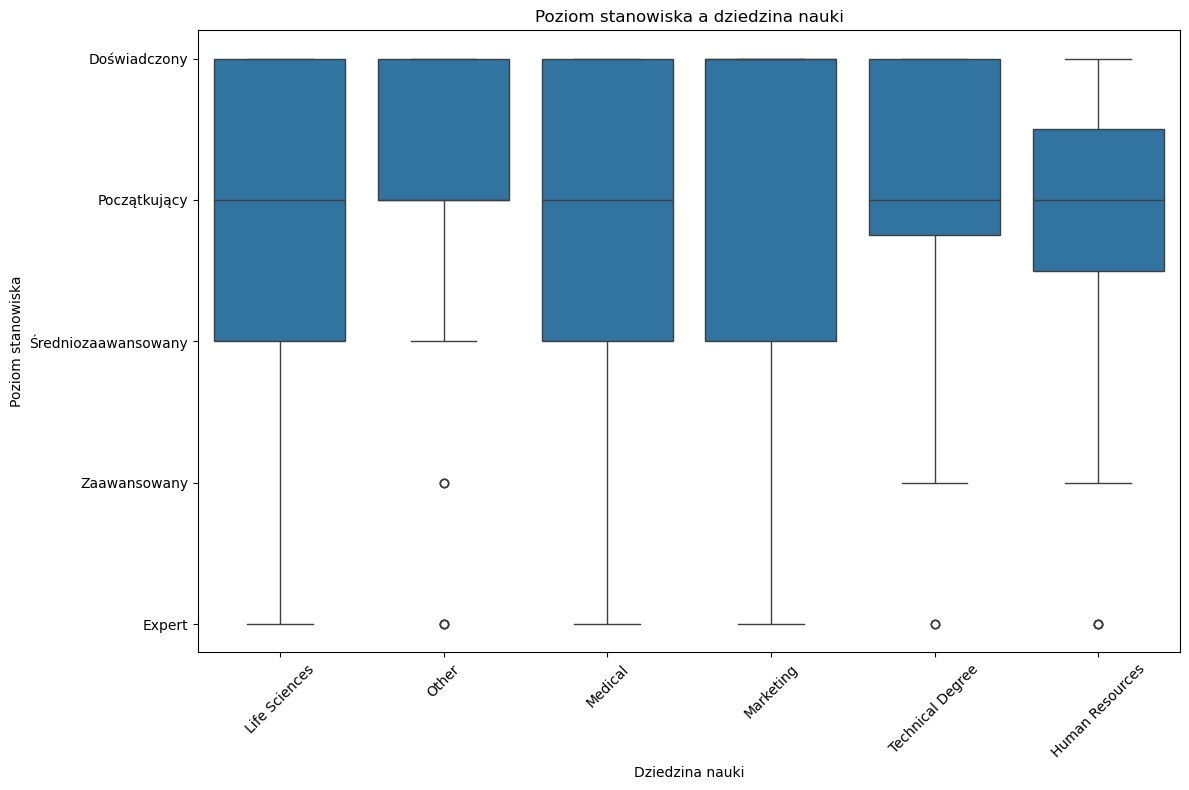 Poziom stanowiska a dziedzina nauki
Poziom stanowiska
Doświadczony
Początkujący
Średniozaawansowany
Zaawansowany
Expert
Life Sciences
Other
Medical
Marketing
Technical Degree
Human Resources
Dziedzina nauki